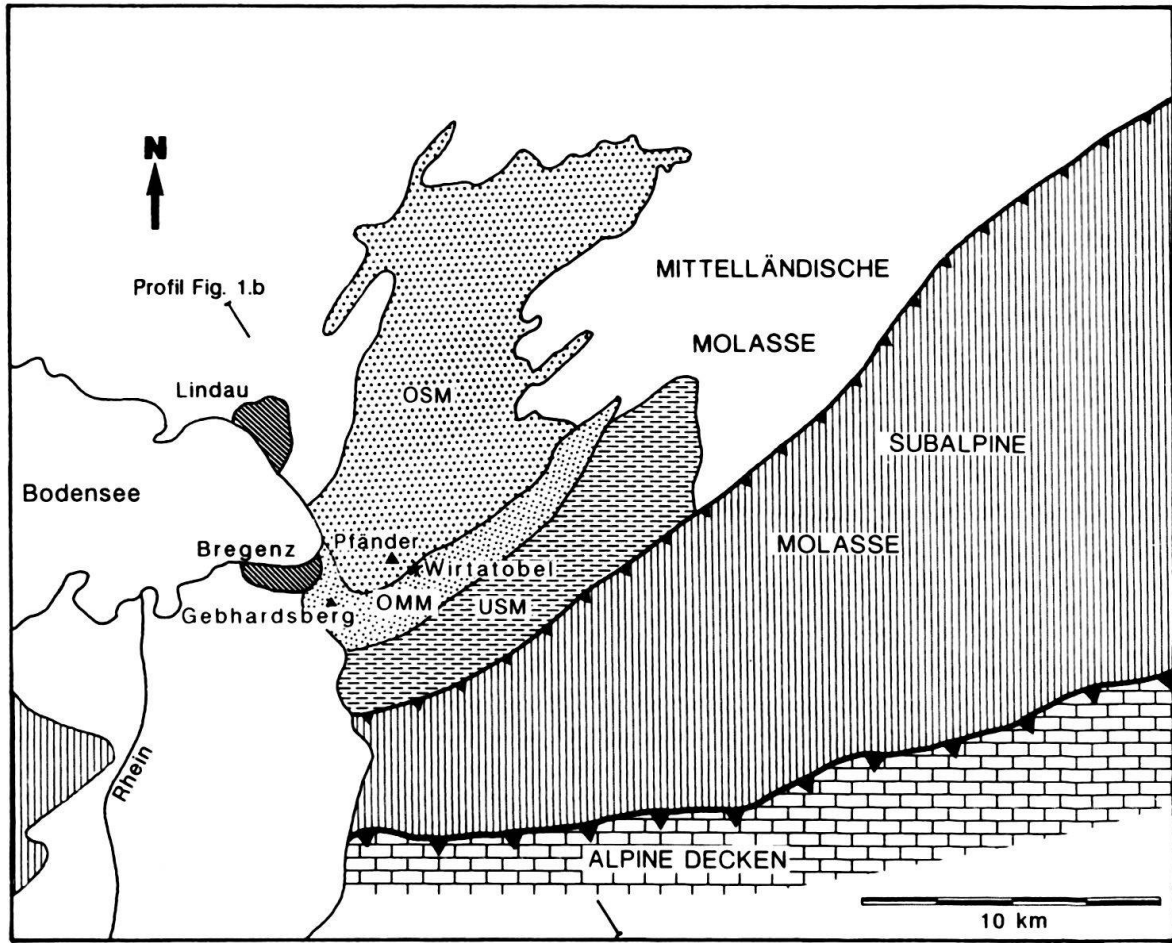 N
Profil Fig. 1.b
MITTELLÄNDISCHE
MOLASSE
Lindau
OSM
SUBALPINE
Bodensee
MOLASSE
Pfänder
Bregenz
Wirtatobel
OMM
USM
Gebhardsberg
Rhein
ALPINE DECKEN
10 km